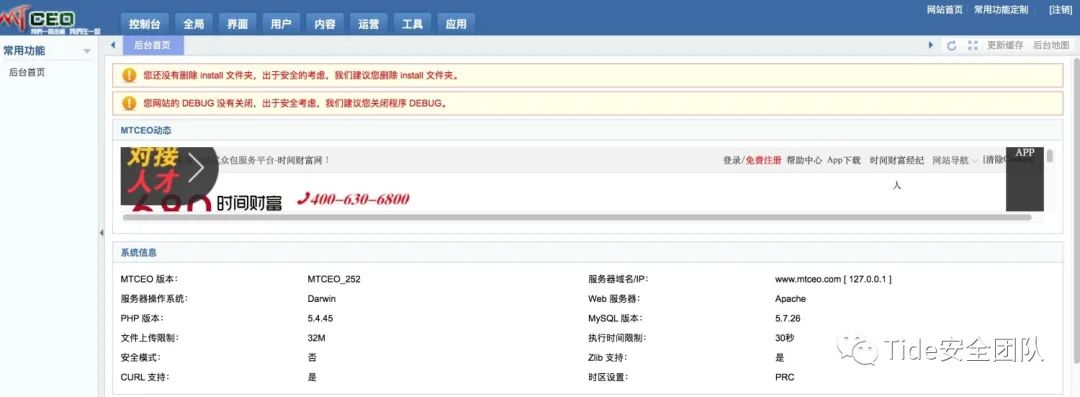 MTCEO
网站首页 常用功能定制 [注销]
控制台 全局 界面 用户 内容 运营 工具 应用
常用功能
后台首页
后台首页
更新缓存 后台地图
您还没有删除 install 文件夹，出于安全的考虑，我们建议您删除 install 文件夹。
您网站的 DEBUG 没有关闭，出于安全考虑，我们建议您关闭程序 DEBUG。
MTCEO动态
对接
人才
众包服务平台-时间财富网！
登录/免费注册 帮助中心 App下载 时间财富经纪 网站导航
人
APP
680 时间财富 400-630-6800
系统信息
MTCEO 版本： MTCEO_252 服务器域名/IP： www.mtceo.com [ 127.0.0.1 ]
服务器操作系统： Darwin Web 服务器： Apache
PHP 版本： 5.4.45 MySQL 版本： 5.7.26
文件上传限制： 32M 执行时间限制： 30秒
安全模式： 否 Zlib 支持： 是
CURL 支持： 是 时区设置： PRC
Tide安全团队